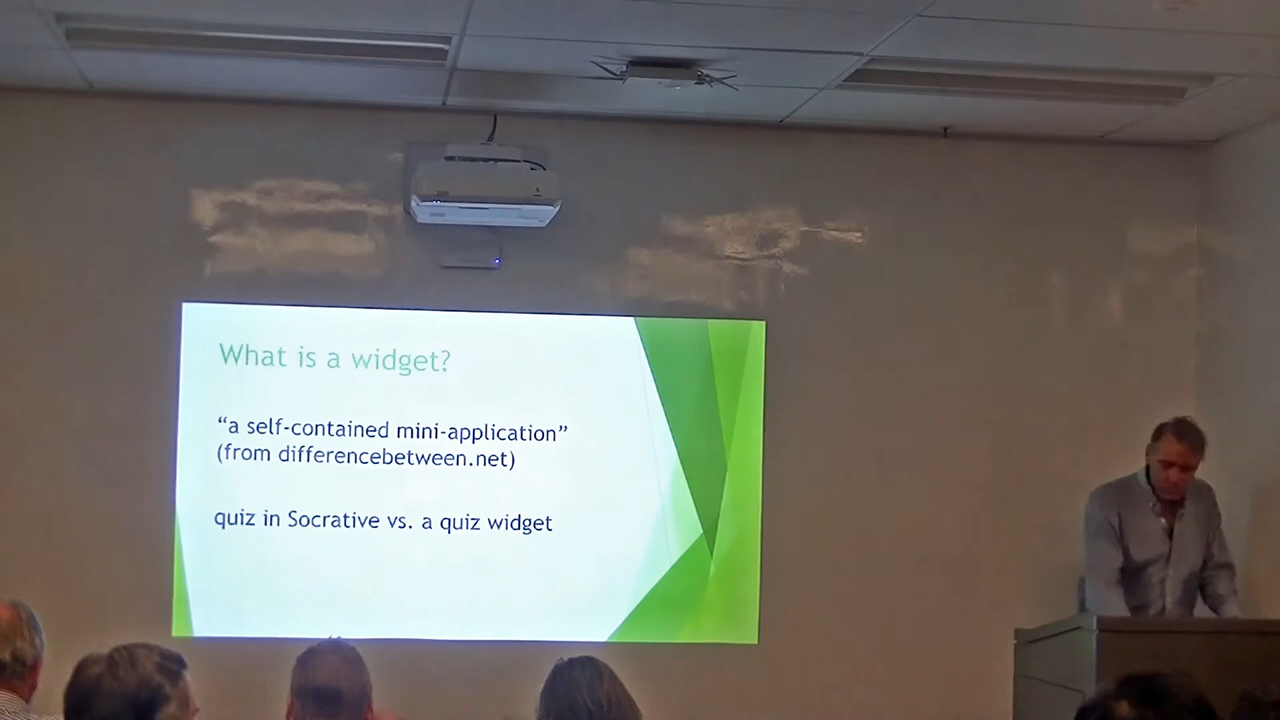 What is a widget?
“a self-contained mini-application”
(from differencebetween.net)
quiz in Socrative vs. a quiz widget